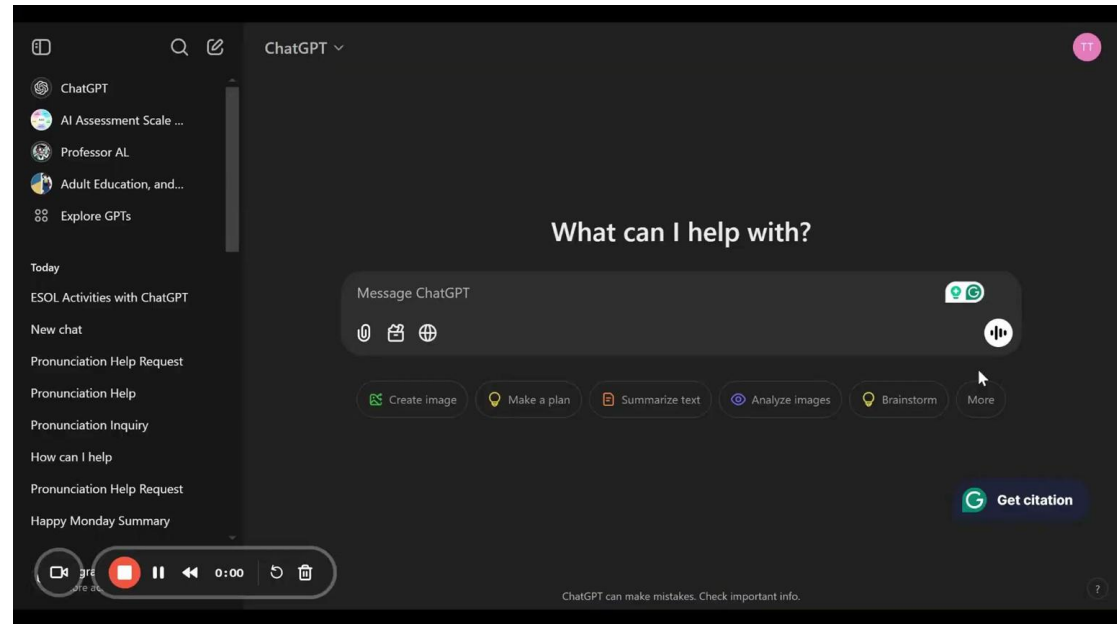 ChatGPT
TT
ChatGPT
AI Assessment Scale ...
Professor AL
Adult Education, and...
Explore GPTs
Today
ESOL Activities with ChatGPT
New chat
Pronunciation Help Request
Pronunciation Help
Pronunciation Inquiry
How can I help
Pronunciation Help Request
Happy Monday Summary
What can I help with?
Message ChatGPT
Create image Make a plan Summarize text Analyze images Brainstorm More
Get citation
0:00
ChatGPT can make mistakes. Check important info.
?